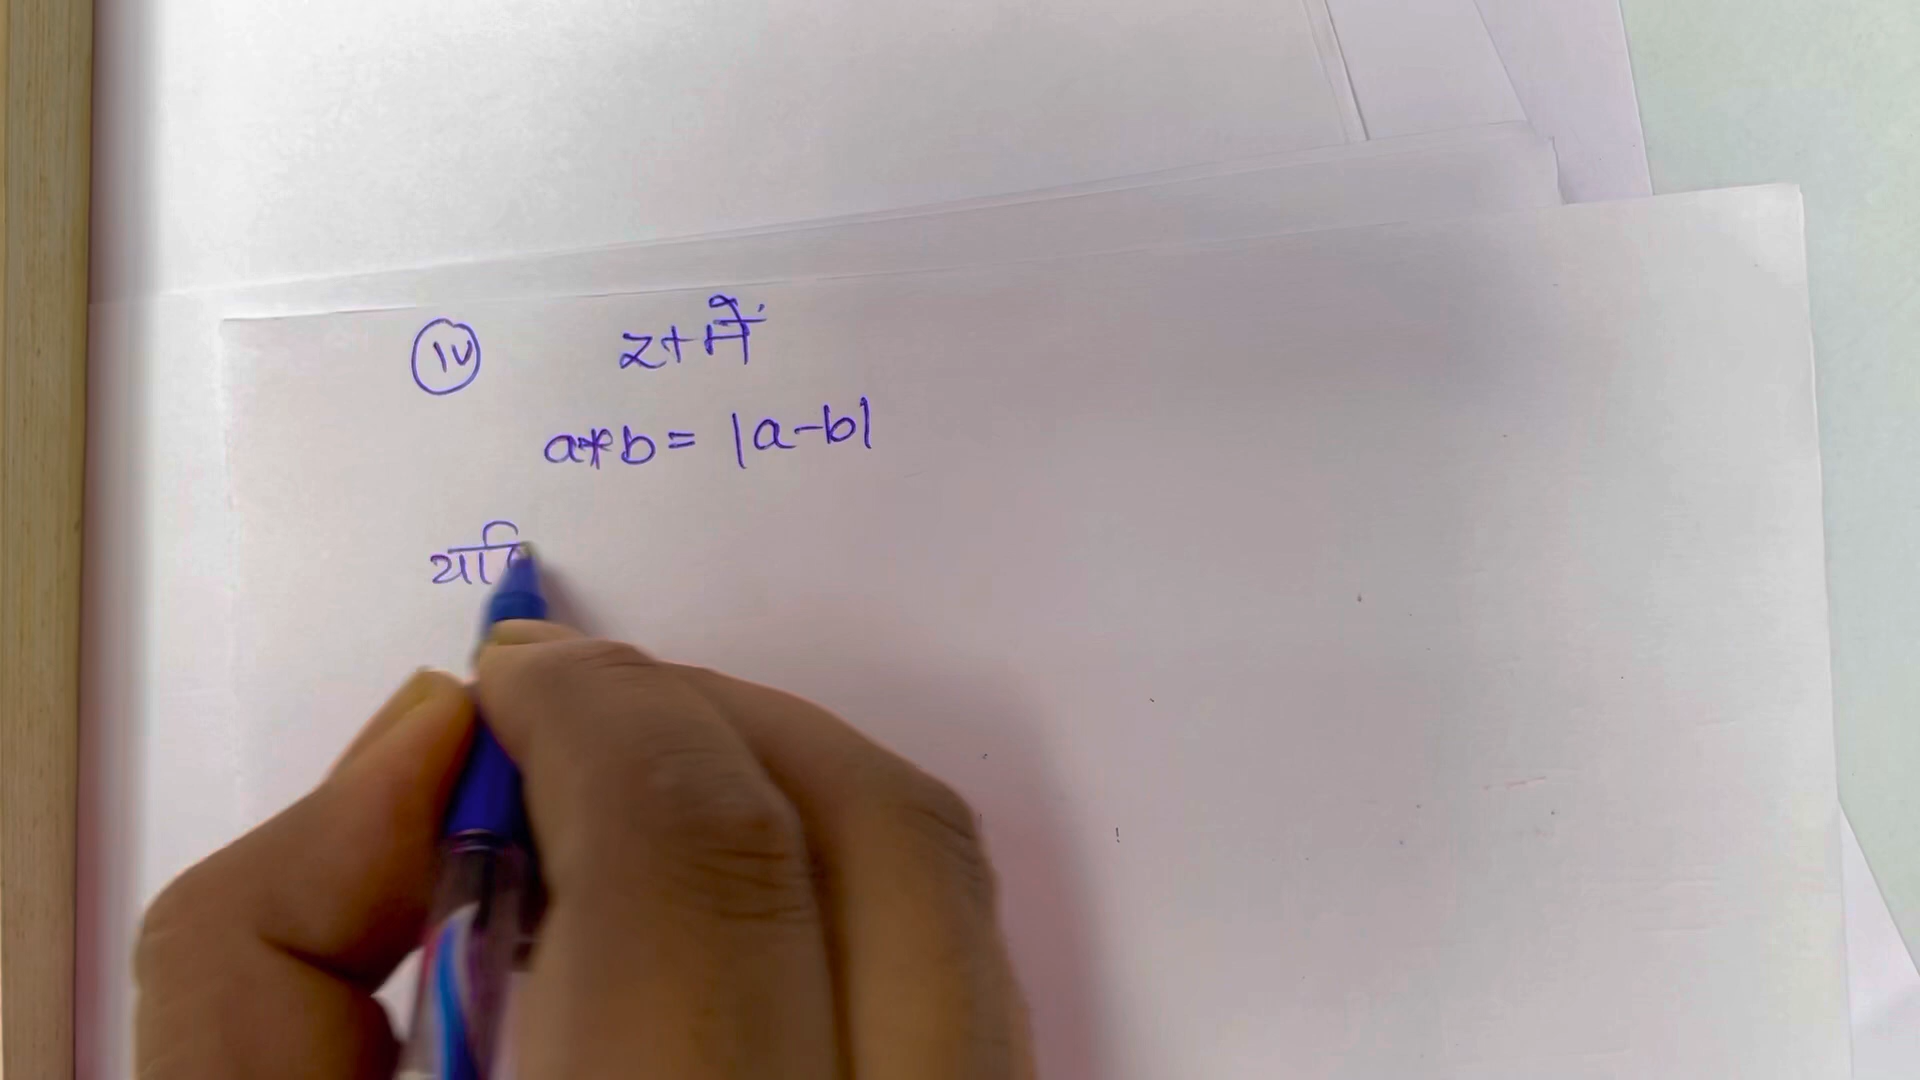 (iv) z+ में
a*b = |a-b|